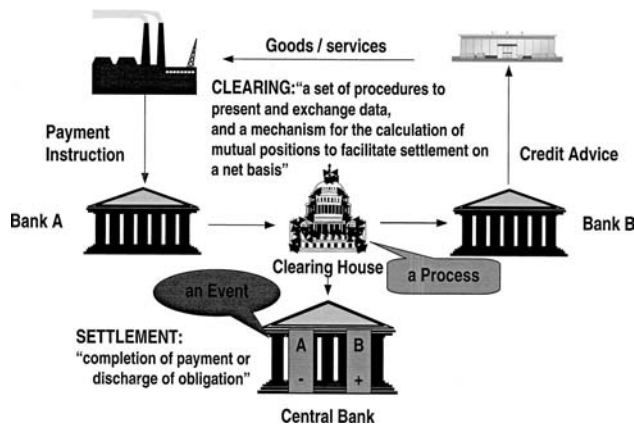 Goods / services
CLEARING:“a set of procedures to
present and exchange data,
and a mechanism for the calculation of
mutual positions to facilitate settlement on
a net basis”
Payment
Instruction
Credit Advice
Bank A
Bank B
Clearing House
a Process
an Event
SETTLEMENT:
“completion of payment or
discharge of obligation”
A B
- +
Central Bank